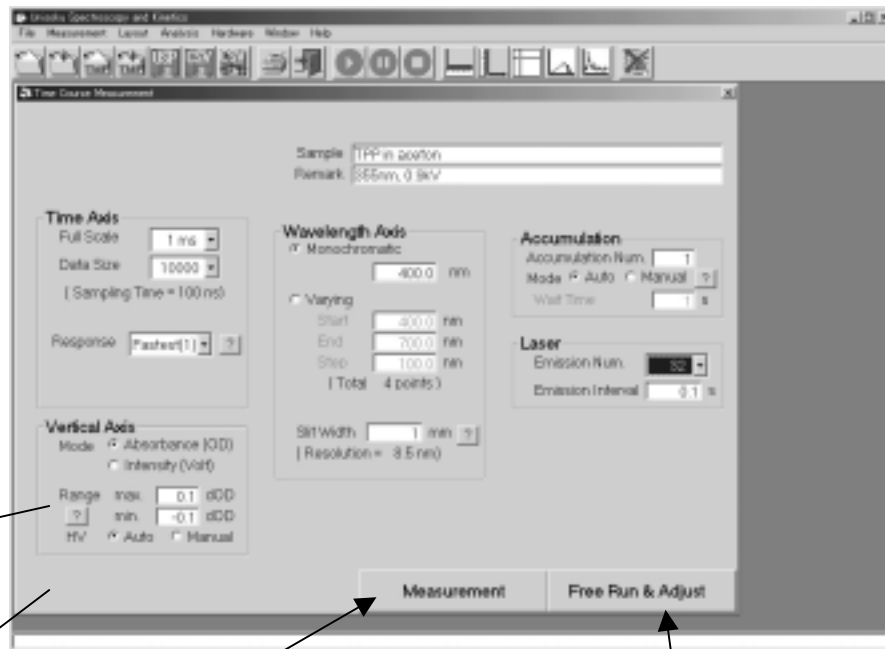 Unisoku Spectroscopy and Kinetics
File Measurement Layout Analysis Hardware Window Help
Time Course Measurement
Sample TPP in aceton
Remark 355nm, 0.9kV
Time Axis
Full Scale 1 ms
Data Size 10000
( Sampling Time = 100 ns)
Response Fastest(1) ?
Vertical Axis
Mode Absorbance (OD)
Intensity (Volt)
Range max. 0.1 dOD
? min. -0.1 dOD
HV Auto Manual
Wavelength Axis
Monochromatic
400.0 nm
Varying
Start 400.0 nm
End 700.0 nm
Step 100.0 nm
( Total 4 points )
Slit Width 1 mm ?
( Resolution = 8.5 nm)
Accumulation
Accumulation Num. 1
Mode Auto Manual ?
Wait Time 1 s
Laser
Emission Num. 32
Emission Interval 0.1 s
Measurement
Free Run & Adjust